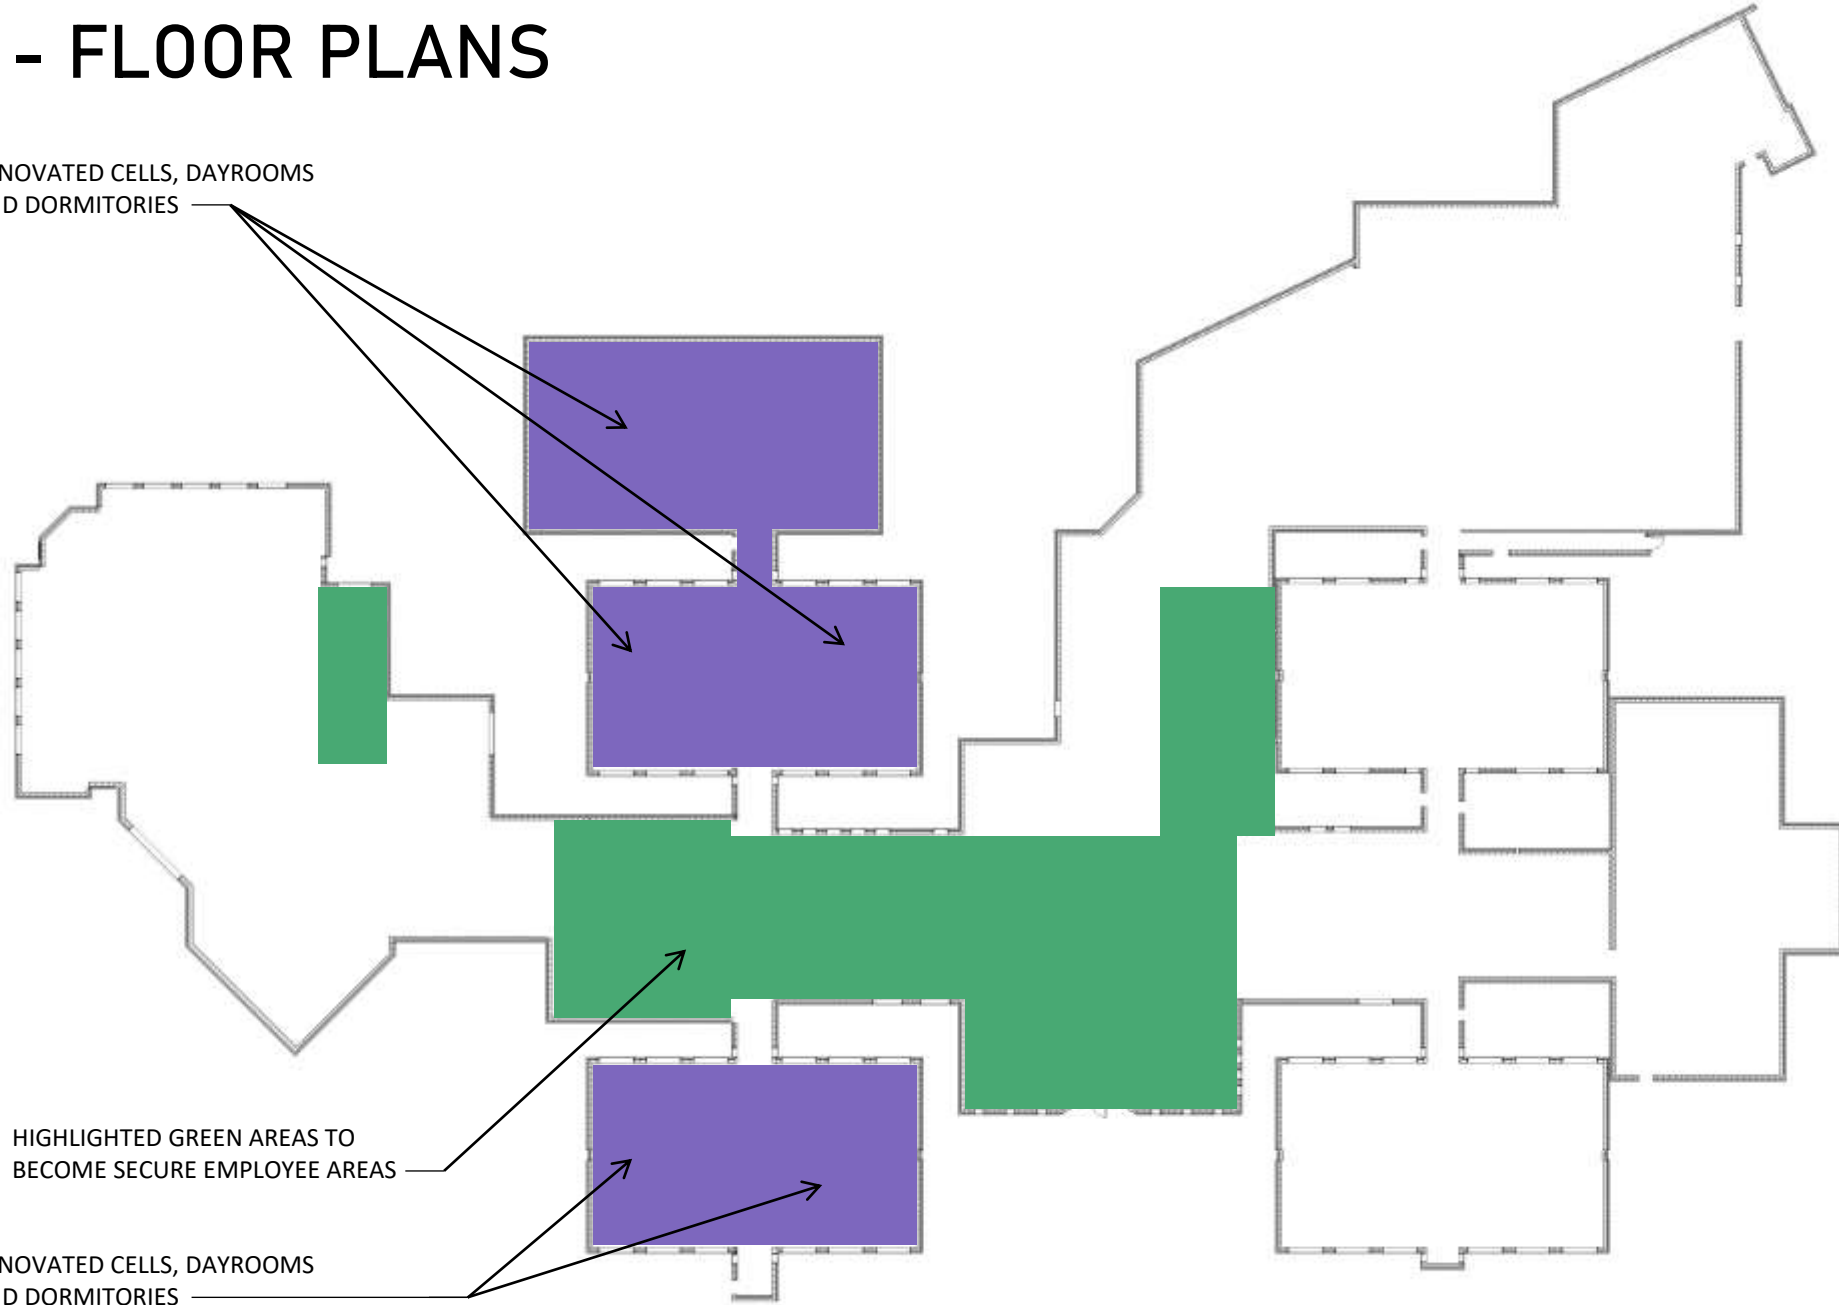 - FLOOR PLANS
NOVATED CELLS, DAYROOMS
D DORMITORIES
HIGHLIGHTED GREEN AREAS TO
BECOME SECURE EMPLOYEE AREAS
NOVATED CELLS, DAYROOMS
D DORMITORIES